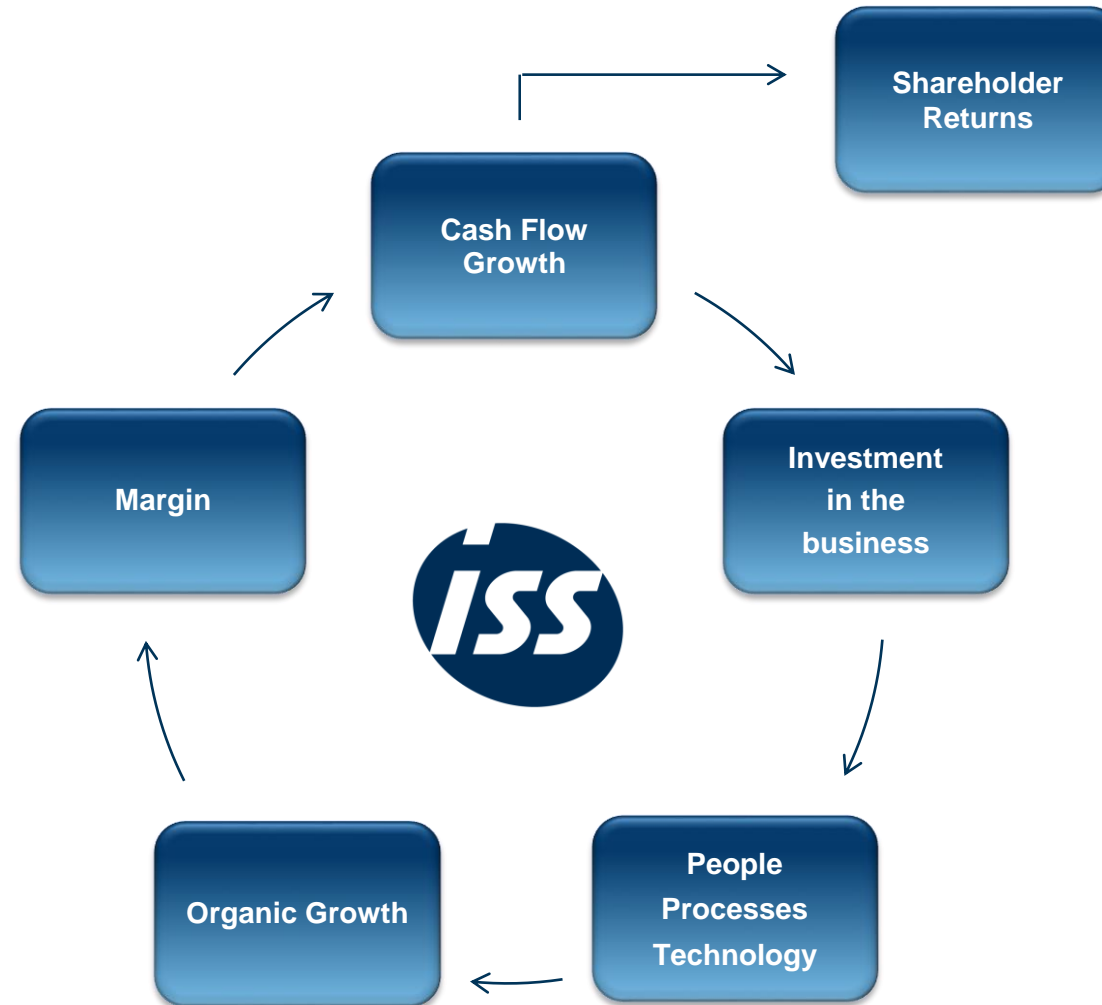 Shareholder
Returns
Cash Flow
Growth
Margin
Investment
in the
business
ISS
Organic Growth
People
Processes
Technology